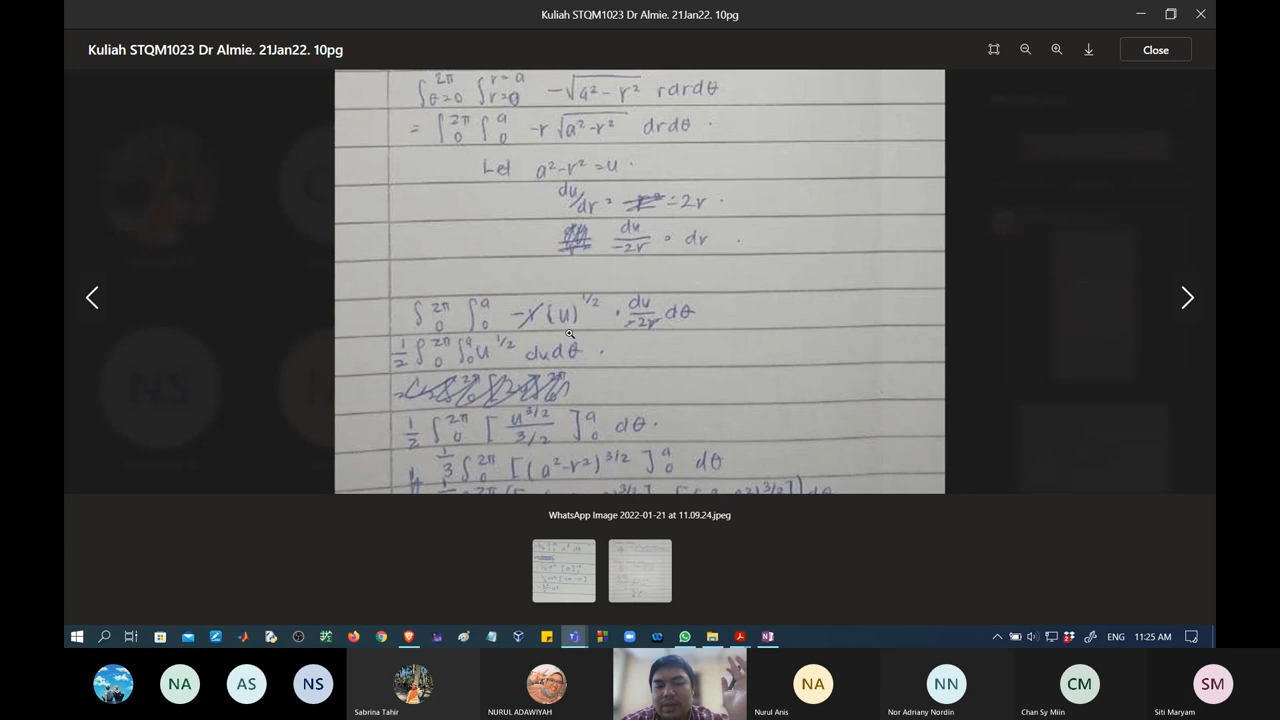 Kuliah STQM1023 Dr Almie. 21Jan22. 10pg
Kuliah STQM1023 Dr Almie. 21Jan22. 10pg
Close
∫θ=0^2π ∫r=0^r=a -√(a²-r²) rdrdθ
= ∫0^2π ∫0^a -r √(a²-r²) drdθ .
Let a²-r² = u .
du/dr = -2r .
du/-2r = dr .
∫0^2π ∫0^a -r (u)^1/2 . du/-2r dθ
1/2 ∫0^2π ∫0^a u^1/2 du dθ .
1/2 ∫0^2π [ u^3/2 / 3/2 ]0^a dθ .
1/3 ∫0^2π [(a²-r²)^3/2 ]0^a dθ
WhatsApp Image 2022-01-21 at 11.09.24.jpeg
NS
ENG 11:25 AM
NA AS NS NA NN CM SM
Sabrina Tahir NURUL ADAWIYAH Nurul Anis Nor Adriany Nordin Chan Sy Miin Siti Maryam